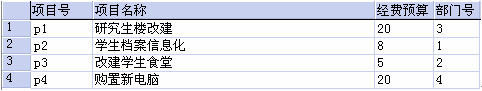 项目号 项目名称 经费预算 部门号
1 p1 研究生楼改建 20 3
2 p2 学生档案信息化 8 1
3 p3 改建学生食堂 5 2
4 p4 购置新电脑 20 4